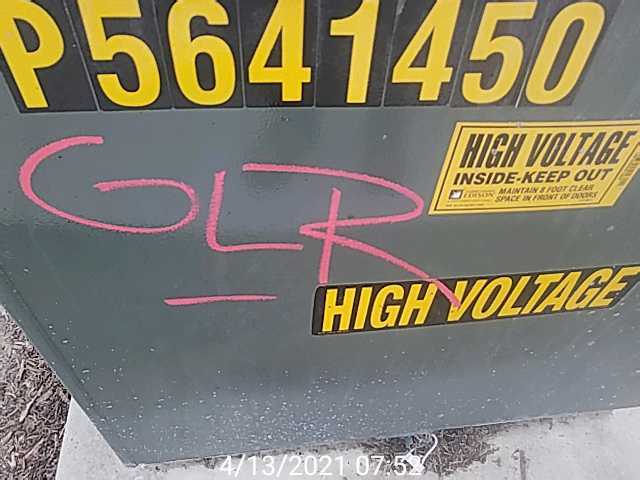 P5641450
HIGH VOLTAGE
INSIDE-KEEP OUT
EDISON
MAINTAIN 8 FOOT CLEAR
SPACE IN FRONT OF DOORS
GLR
HIGH VOLTAGE
4/13/2021 07:52